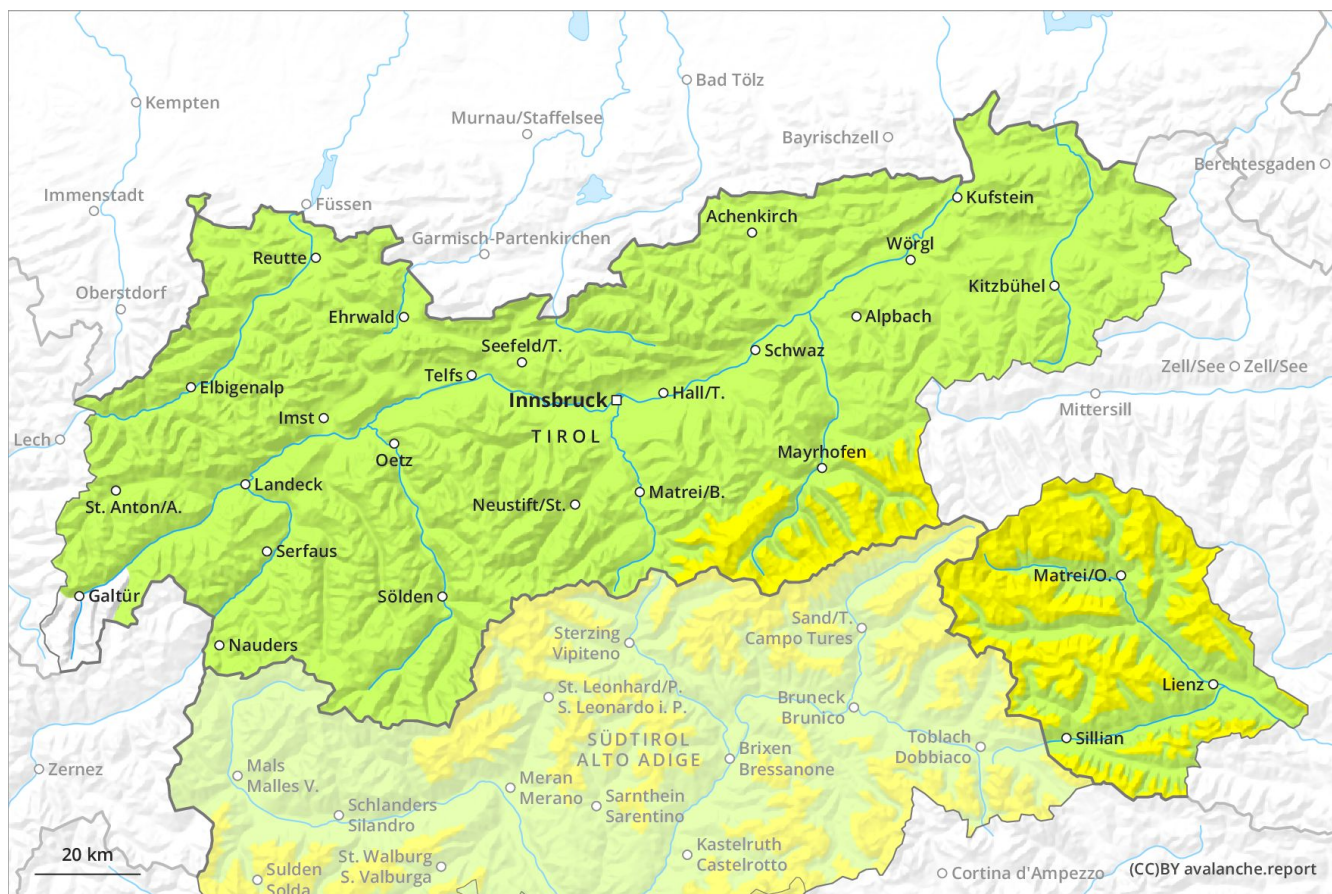 Kempten
Bad Tölz
Murnau/Staffelsee
Bayrischzell
Berchtesgaden
Immenstadt
Füssen
Kufstein
Achenkirch
Garmisch-Partenkirchen
Wörgl
Reutte
Oberstdorf
Kitzbühel
Ehrwald
Alpbach
Seefeld/T.
Schwaz
Zell/See
Zell/See
Telfs
Elbigenalp
Innsbruck
Hall/T.
Mittersill
Imst
Lech
TIROL
Oetz
Mayrhofen
Landeck
St. Anton/A.
Neustift/St.
Matrei/B.
Serfaus
Matrei/O.
Galtür
Sölden
Sand/T.
Campo Tures
Sterzing
Vipiteno
Nauders
Lienz
St. Leonhard/P.
S. Leonardo i. P.
Bruneck
Brunico
SÜDTIROL
ALTO ADIGE
Toblach
Dobbiaco
Sillian
Brixen
Bressanone
Zernez
Mals
Malles V.
Meran
Merano
Sarnthein
Sarentino
Schlanders
Silandro
Kastelruth
Castelrotto
20 km
St. Walburg
S. Valburga
Sulden
Solda
Cortina d'Ampezzo
(CC)BY avalanche.report